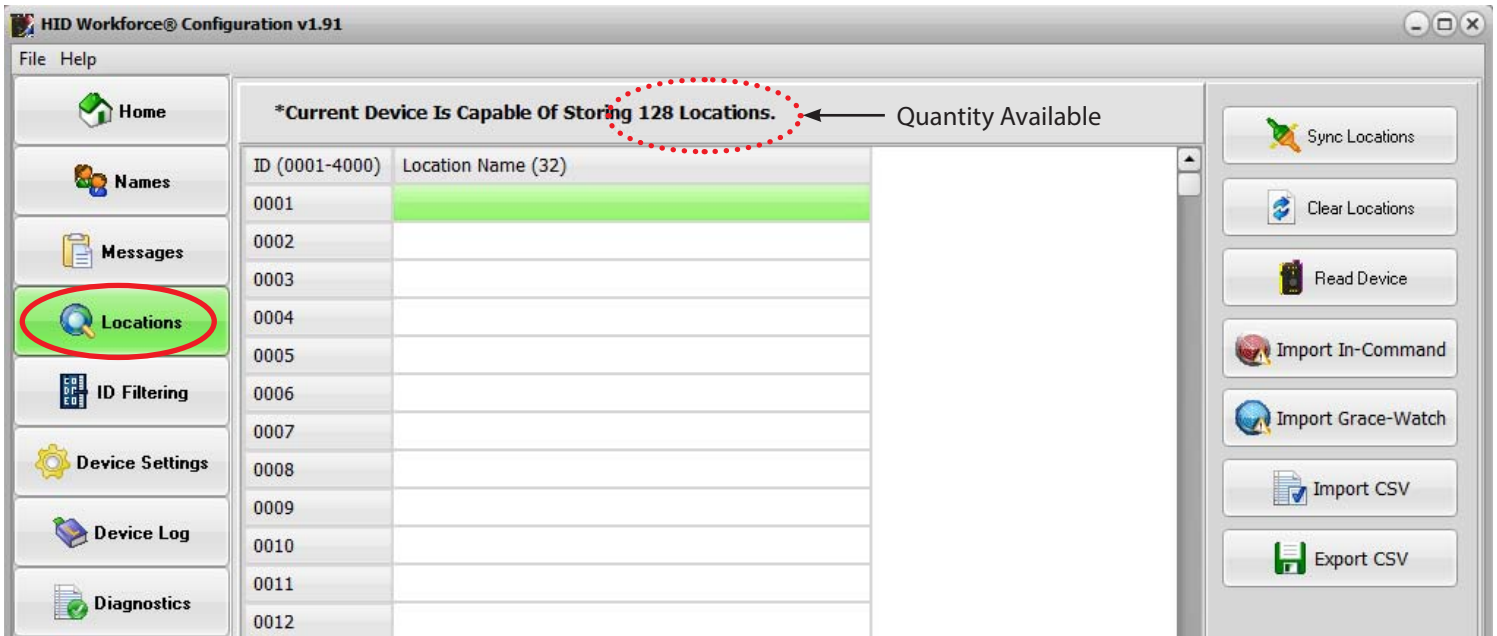 HID Workforce® Configuration v1.91
File Help
Home
Names
Messages
Locations
ID Filtering
Device Settings
Device Log
Diagnostics
*Current Device Is Capable Of Storing 128 Locations.
Quantity Available
ID (0001-4000) Location Name (32)
0001
0002
0003
0004
0005
0006
0007
0008
0009
0010
0011
0012
Sync Locations
Clear Locations
Read Device
Import In-Command
Import Grace-Watch
Import CSV
Export CSV